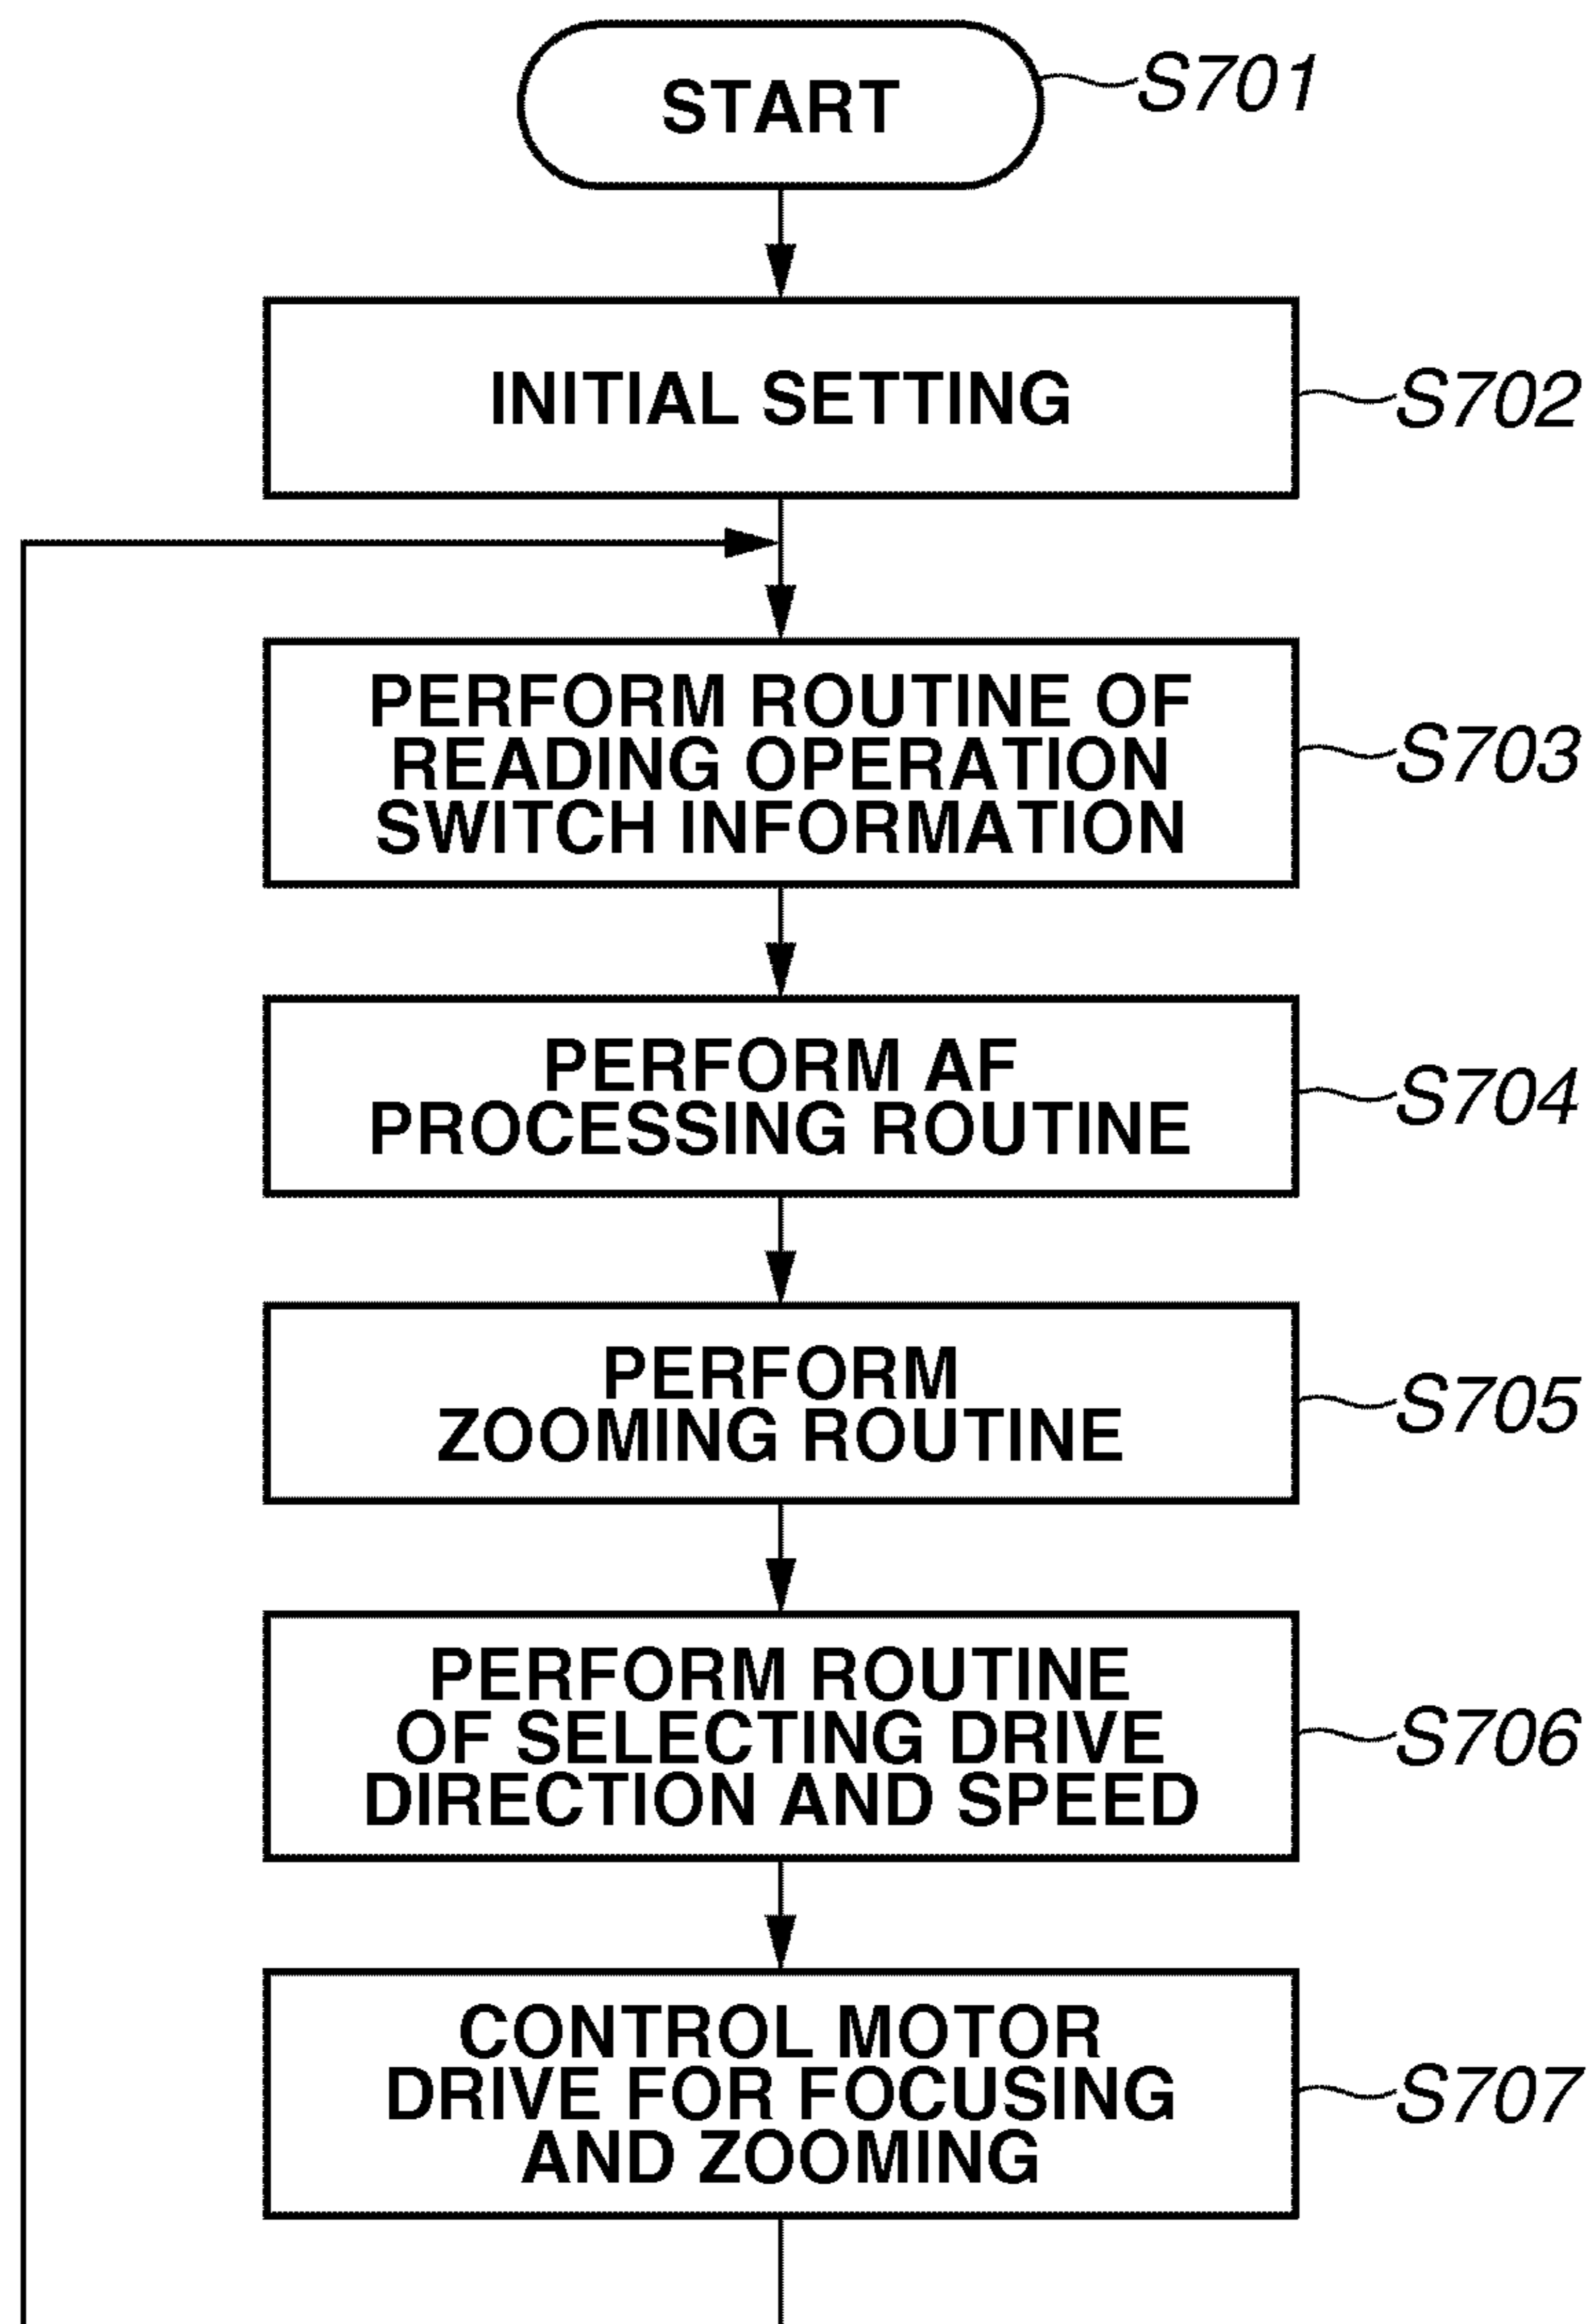 START
S701
INITIAL SETTING
S702
PERFORM ROUTINE OF
READING OPERATION
SWITCH INFORMATION
S703
PERFORM AF
PROCESSING ROUTINE
S704
PERFORM
ZOOMING ROUTINE
S705
PERFORM ROUTINE
OF SELECTING DRIVE
DIRECTION AND SPEED
S706
CONTROL MOTOR
DRIVE FOR FOCUSING
AND ZOOMING
S707